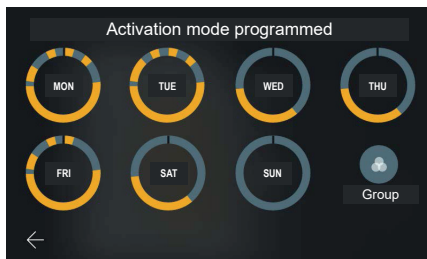 Activation mode programmed
MON
TUE
WED
THU
FRI
SAT
SUN
Group